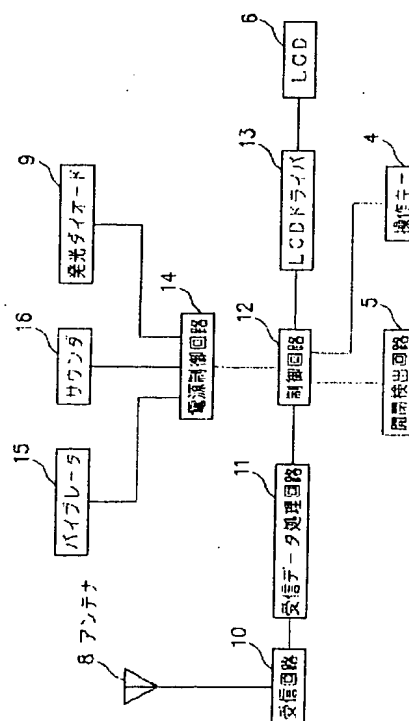 8 アンテナ
10
受信回路
11
受信データ処理回路
12
制御回路
13
LCDドライバ
6
LCD
14
電源制御回路
15
バイブレータ
16
サウンダ
9
発光ダイオード
5
開閉検出回路
4
操作キー